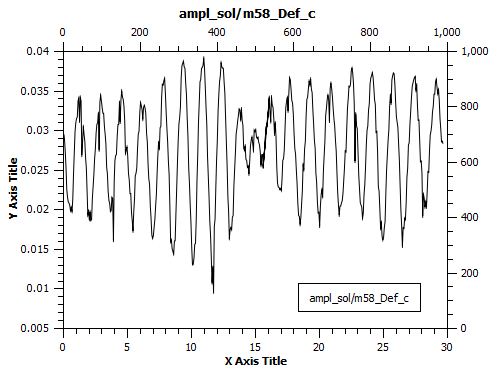 ampl_sol/m58_Def_c
0 200 400 600 800 1,000
0.04 1,000
0.035
0.03 800
0.025 600
0.02 400
0.015
0.01 200
0.005 0
Y Axis Title
ampl_sol/m58_Def_c
0 5 10 15 20 25 30
X Axis Title